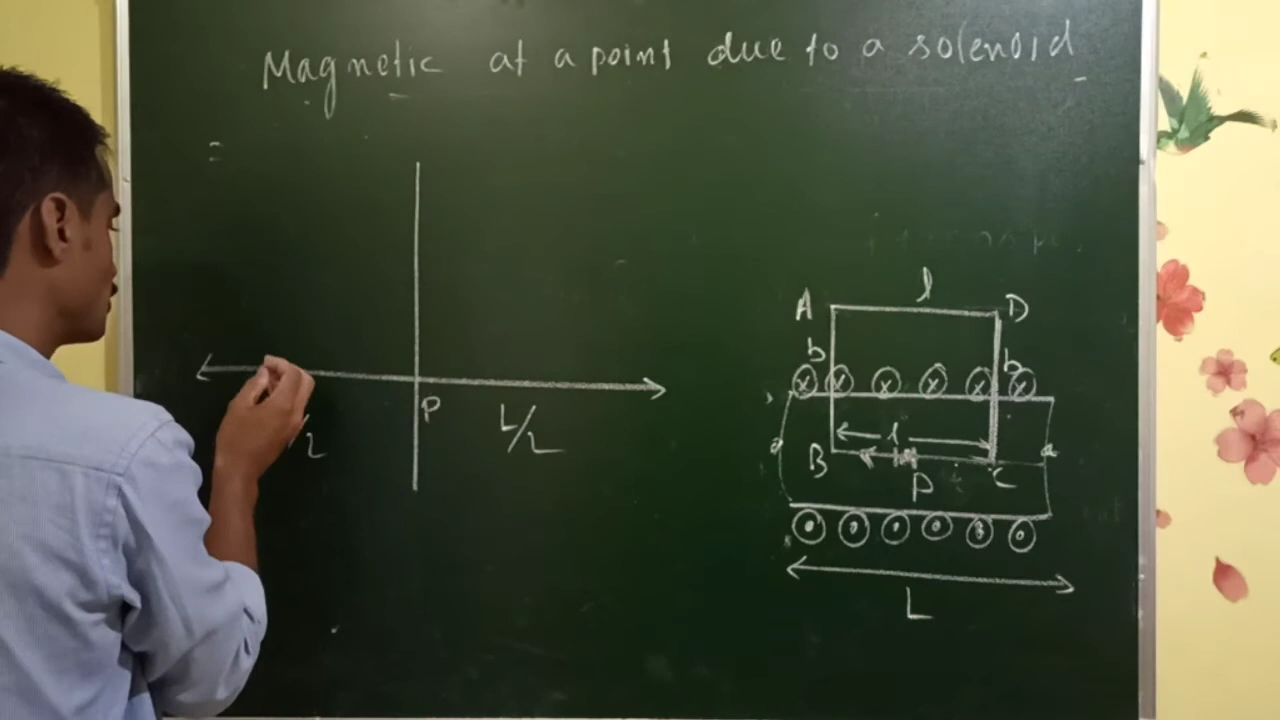 Magnetic at a point due to a solenoid
=
P L/2
2
l
A D
b b
x x x x x x
l
B P C
a a
L